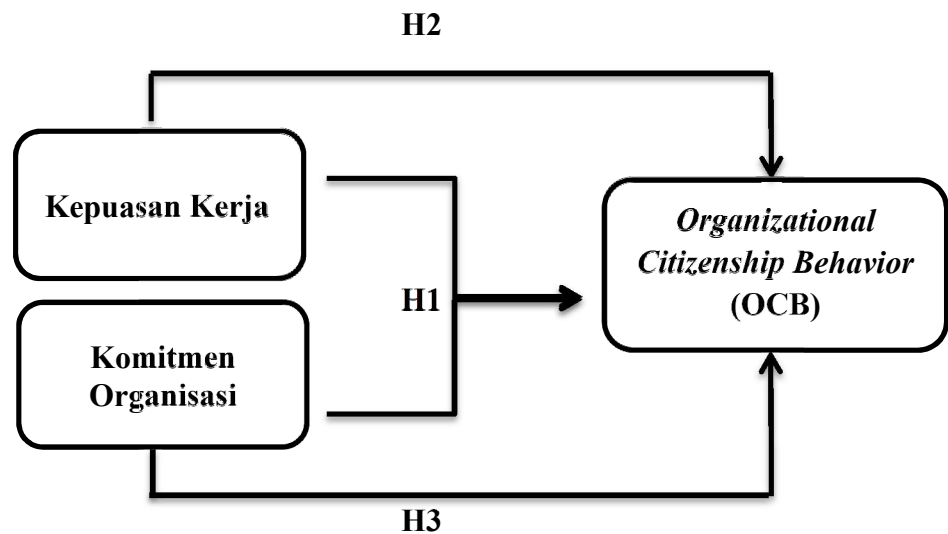 H2
Kepuasan Kerja
Organizational
Citizenship Behavior
(OCB)
H1
Komitmen
Organisasi
H3